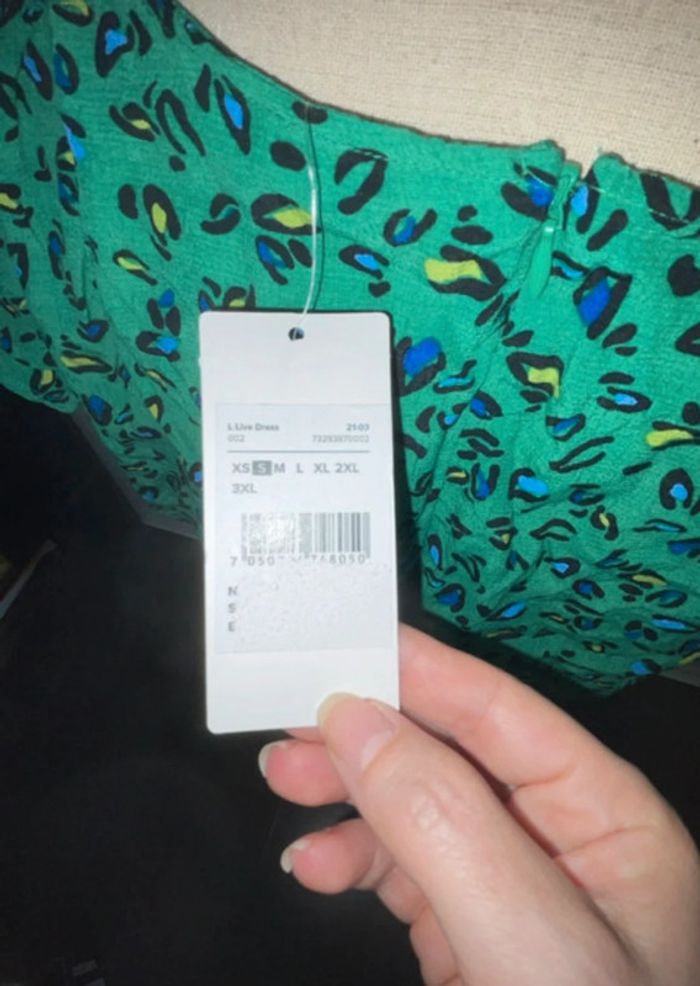 L Live Dress 21:03
002 73293870002
XS S M L XL 2XL
3XL
N
S
E